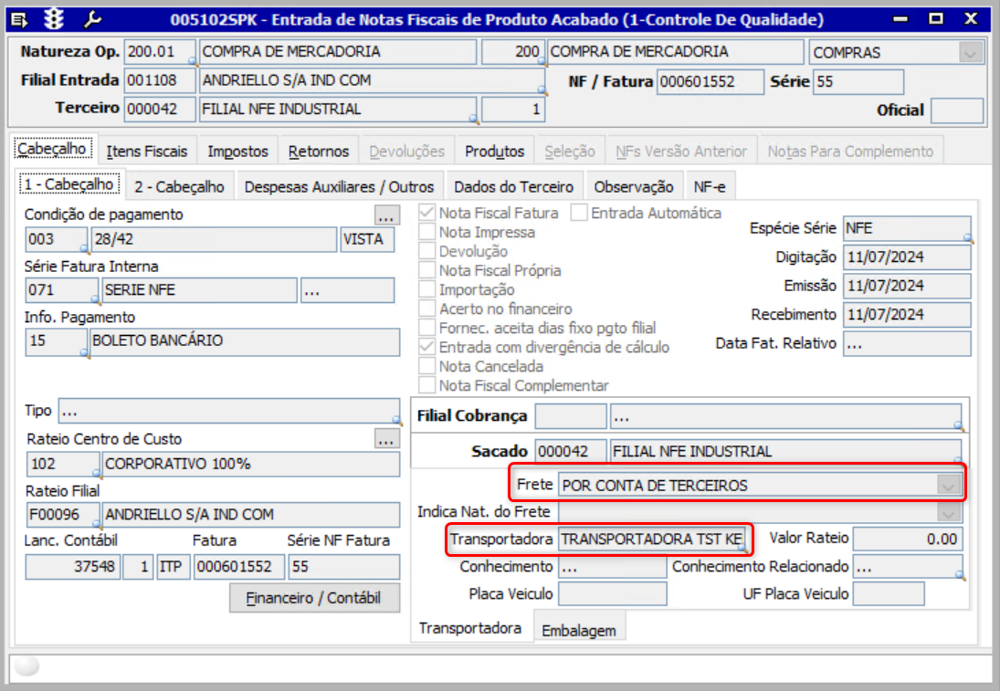 005102SPK - Entrada de Notas Fiscais de Produto Acabado (1-Controle De Qualidade)
Natureza Op. 200.01 COMPRA DE MERCADORIA 200 COMPRA DE MERCADORIA COMPRAS
Filial Entrada 001108 ANDRIELLO S/A IND COM NF / Fatura 000601552 Série 55
Terceiro 000042 FILIAL NFE INDUSTRIAL 1 Oficial
Cabeçalho Itens Fiscais Impostos Retornos Devoluções Produtos Seleção NFs Versão Anterior Notas Para Complemento
1 - Cabeçalho 2 - Cabeçalho Despesas Auxiliares / Outros Dados do Terceiro Observação NF-e
Condição de pagamento ...
003 28/42 VISTA
Série Fatura Interna
071 SERIE NFE ...
Info. Pagamento
15 BOLETO BANCÁRIO
Tipo ...
Rateio Centro de Custo ...
102 CORPORATIVO 100%
Rateio Filial
F00096 ANDRIELLO S/A IND COM
Lanc. Contábil Fatura Série NF Fatura
37548 1 ITP 000601552 55
Financeiro / Contábil
Nota Fiscal Fatura Entrada Automática
Nota Impressa
Devolução
Nota Fiscal Própria
Importação
Acerto no financeiro
Fornec. aceita dias fixo pgto filial
Entrada com divergência de cálculo
Nota Cancelada
Nota Fiscal Complementar
Espécie Série NFE
Digitação 11/07/2024
Emissão 11/07/2024
Recebimento 11/07/2024
Data Fat. Relativo ...
Filial Cobrança ...
Sacado 000042 FILIAL NFE INDUSTRIAL
Frete POR CONTA DE TERCEIROS
Indica Nat. do Frete
Transportadora TRANSPORTADORA TST KE Valor Rateio 0.00
Conhecimento ... Conhecimento Relacionado ...
Placa Veiculo UF Placa Veiculo
Transportadora Embalagem